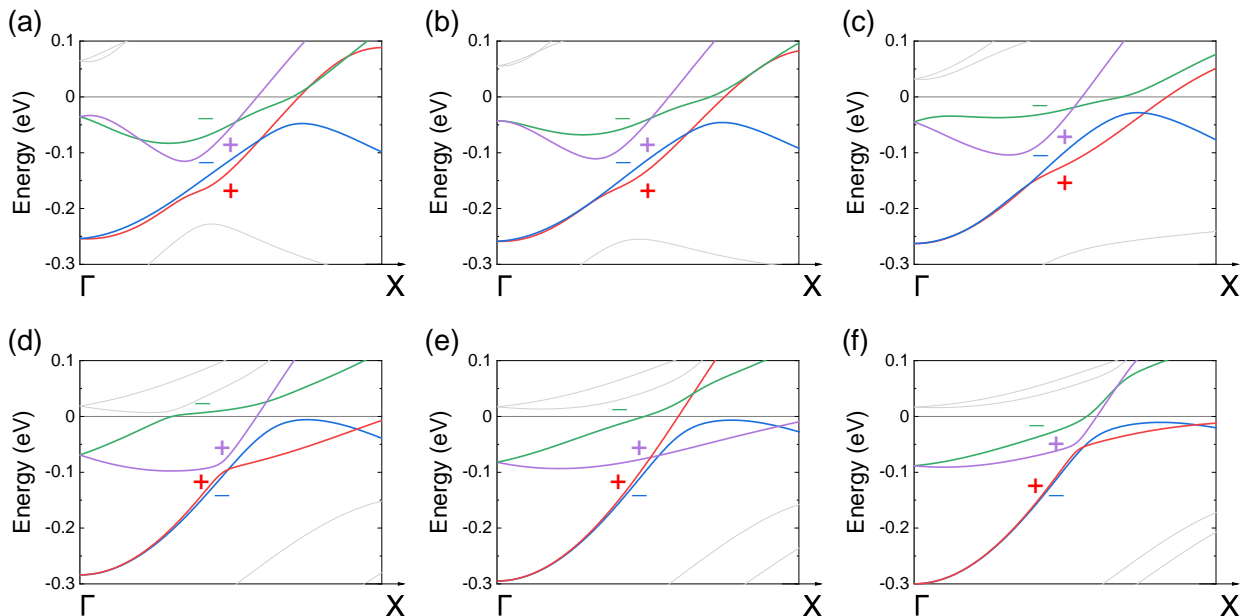 (a)
0.1
0
-0.1
-0.2
-0.3
Energy (eV)
−
+
−
+
Γ
X
(b)
0.1
0
-0.1
-0.2
-0.3
Energy (eV)
−
+
−
+
Γ
X
(c)
0.1
0
-0.1
-0.2
-0.3
Energy (eV)
−
+
−
+
Γ
X
(d)
0.1
0
-0.1
-0.2
-0.3
Energy (eV)
−
+
+
−
Γ
X
(e)
0.1
0
-0.1
-0.2
-0.3
Energy (eV)
−
+
+
−
Γ
X
(f)
0.1
0
-0.1
-0.2
-0.3
Energy (eV)
−
+
+
−
Γ
X